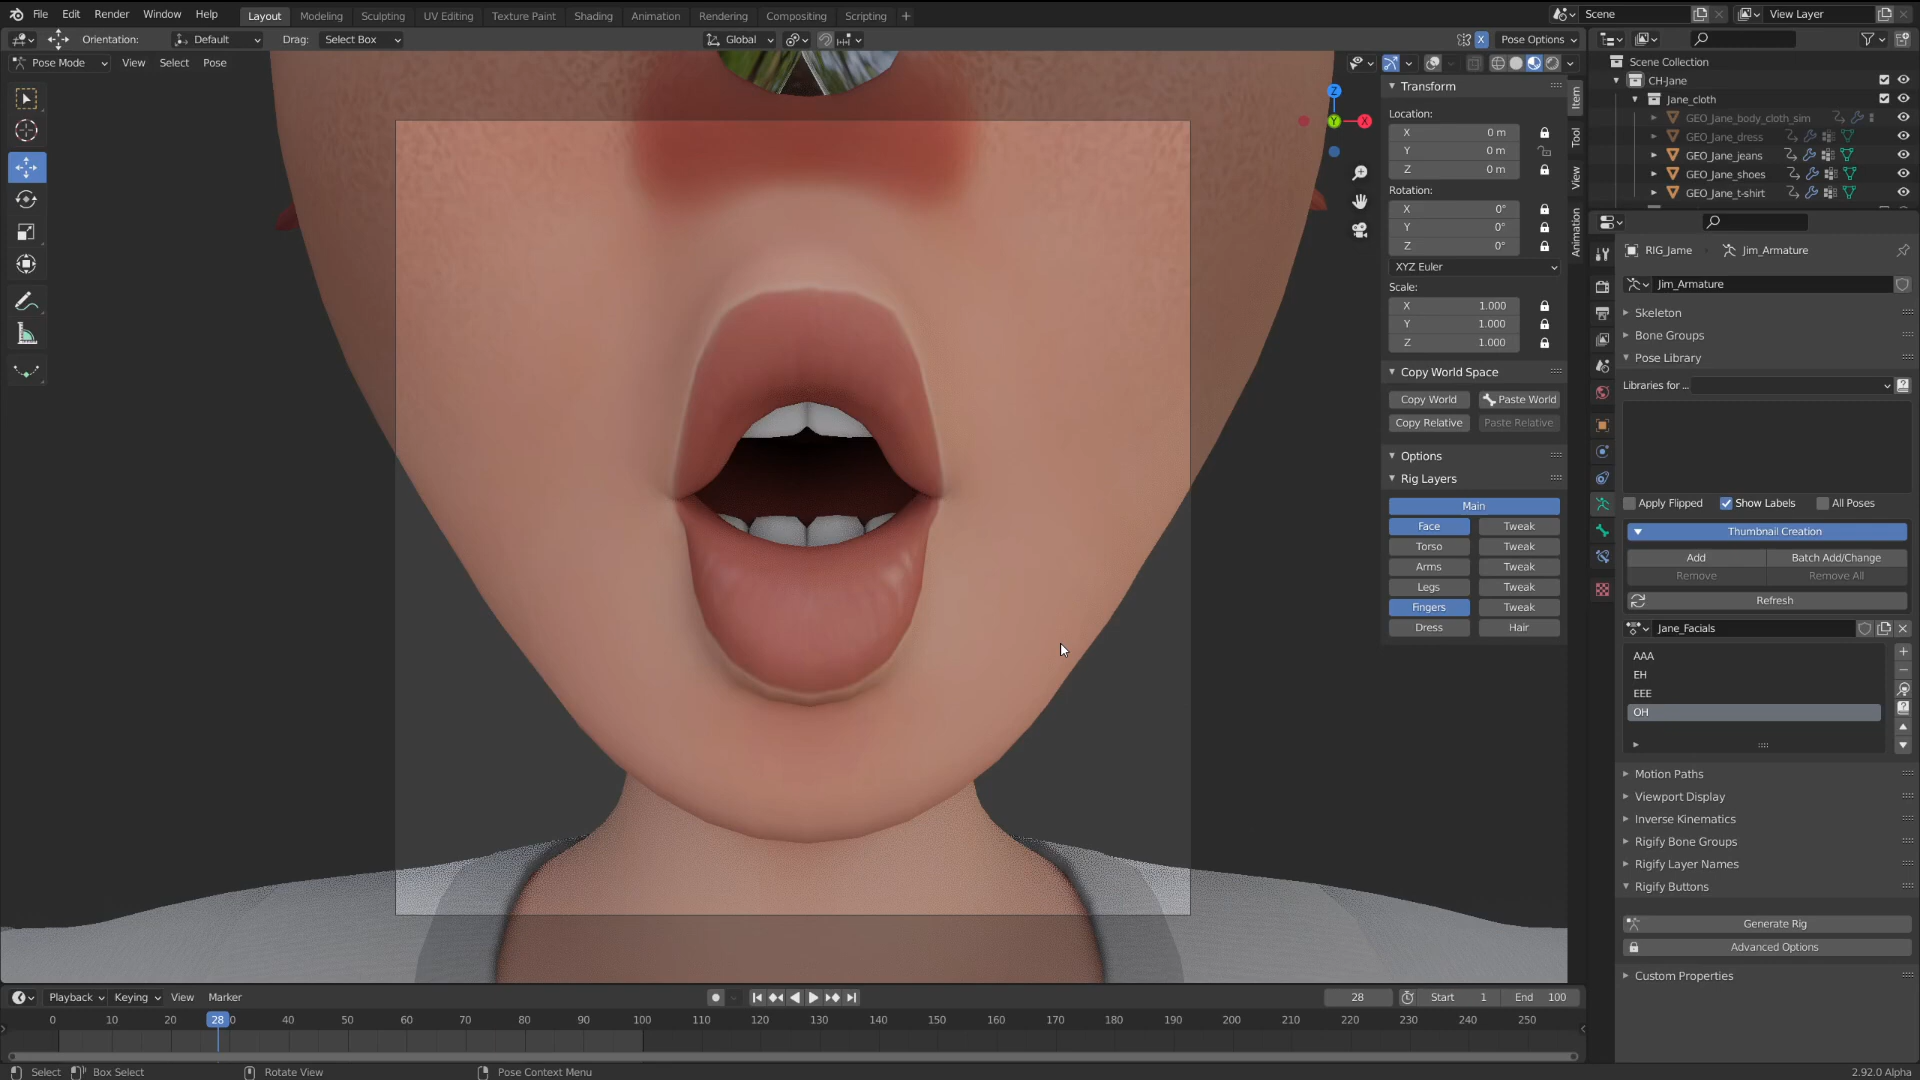 File Edit Render Window Help Layout Modeling Sculpting UV Editing Texture Paint Shading Animation Rendering Compositing Scripting + Scene View Layer
Orientation: Default Drag: Select Box Global X Pose Options
Pose Mode View Select Pose
Scene Collection
CH-Jane
Jane_cloth
GEO_Jane_body_cloth_sim
GEO_Jane_dress
GEO_Jane_jeans
GEO_Jane_shoes
GEO_Jane_t-shirt
Z
Y X
Transform
Location:
X 0 m
Y 0 m
Z 0 m
Rotation:
X 0°
Y 0°
Z 0°
XYZ Euler
Scale:
X 1.000
Y 1.000
Z 1.000
Copy World Space
Copy World Paste World
Copy Relative Paste Relative
Options
Rig Layers
Main
Face Tweak
Torso Tweak
Arms Tweak
Legs Tweak
Fingers Tweak
Dress Hair
Item
Tool
View
Animation
RIG_Jame Jim_Armature
Jim_Armature
Skeleton
Bone Groups
Pose Library
Libraries for ...
Apply Flipped Show Labels All Poses
Thumbnail Creation
Add Batch Add/Change
Remove Remove All
Refresh
Jane_Facials
AAA
EH
EEE
OH
Motion Paths
Viewport Display
Inverse Kinematics
Rigify Bone Groups
Rigify Layer Names
Rigify Buttons
Generate Rig
Advanced Options
Custom Properties
Playback Keying View Marker 28 Start 1 End 100
0 10 20 28 0 40 50 60 70 80 90 100 110 120 130 140 150 160 170 180 190 200 210 220 230 240 250
Select Box Select Rotate View Pose Context Menu 2.92.0 Alpha